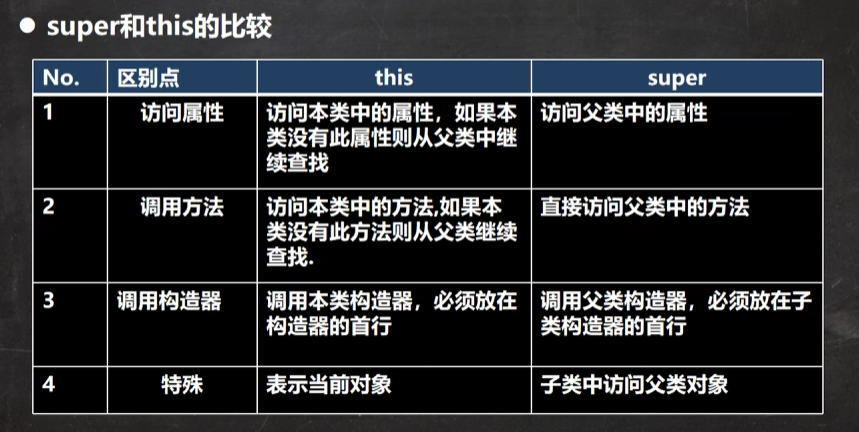 ● super和this的比较
No. 区别点 this super
1 访问属性 访问本类中的属性，如果本类没有此属性则从父类中继续查找 访问父类中的属性
2 调用方法 访问本类中的方法,如果本类没有此方法则从父类继续查找. 直接访问父类中的方法
3 调用构造器 调用本类构造器，必须放在构造器的首行 调用父类构造器，必须放在子类构造器的首行
4 特殊 表示当前对象 子类中访问父类对象